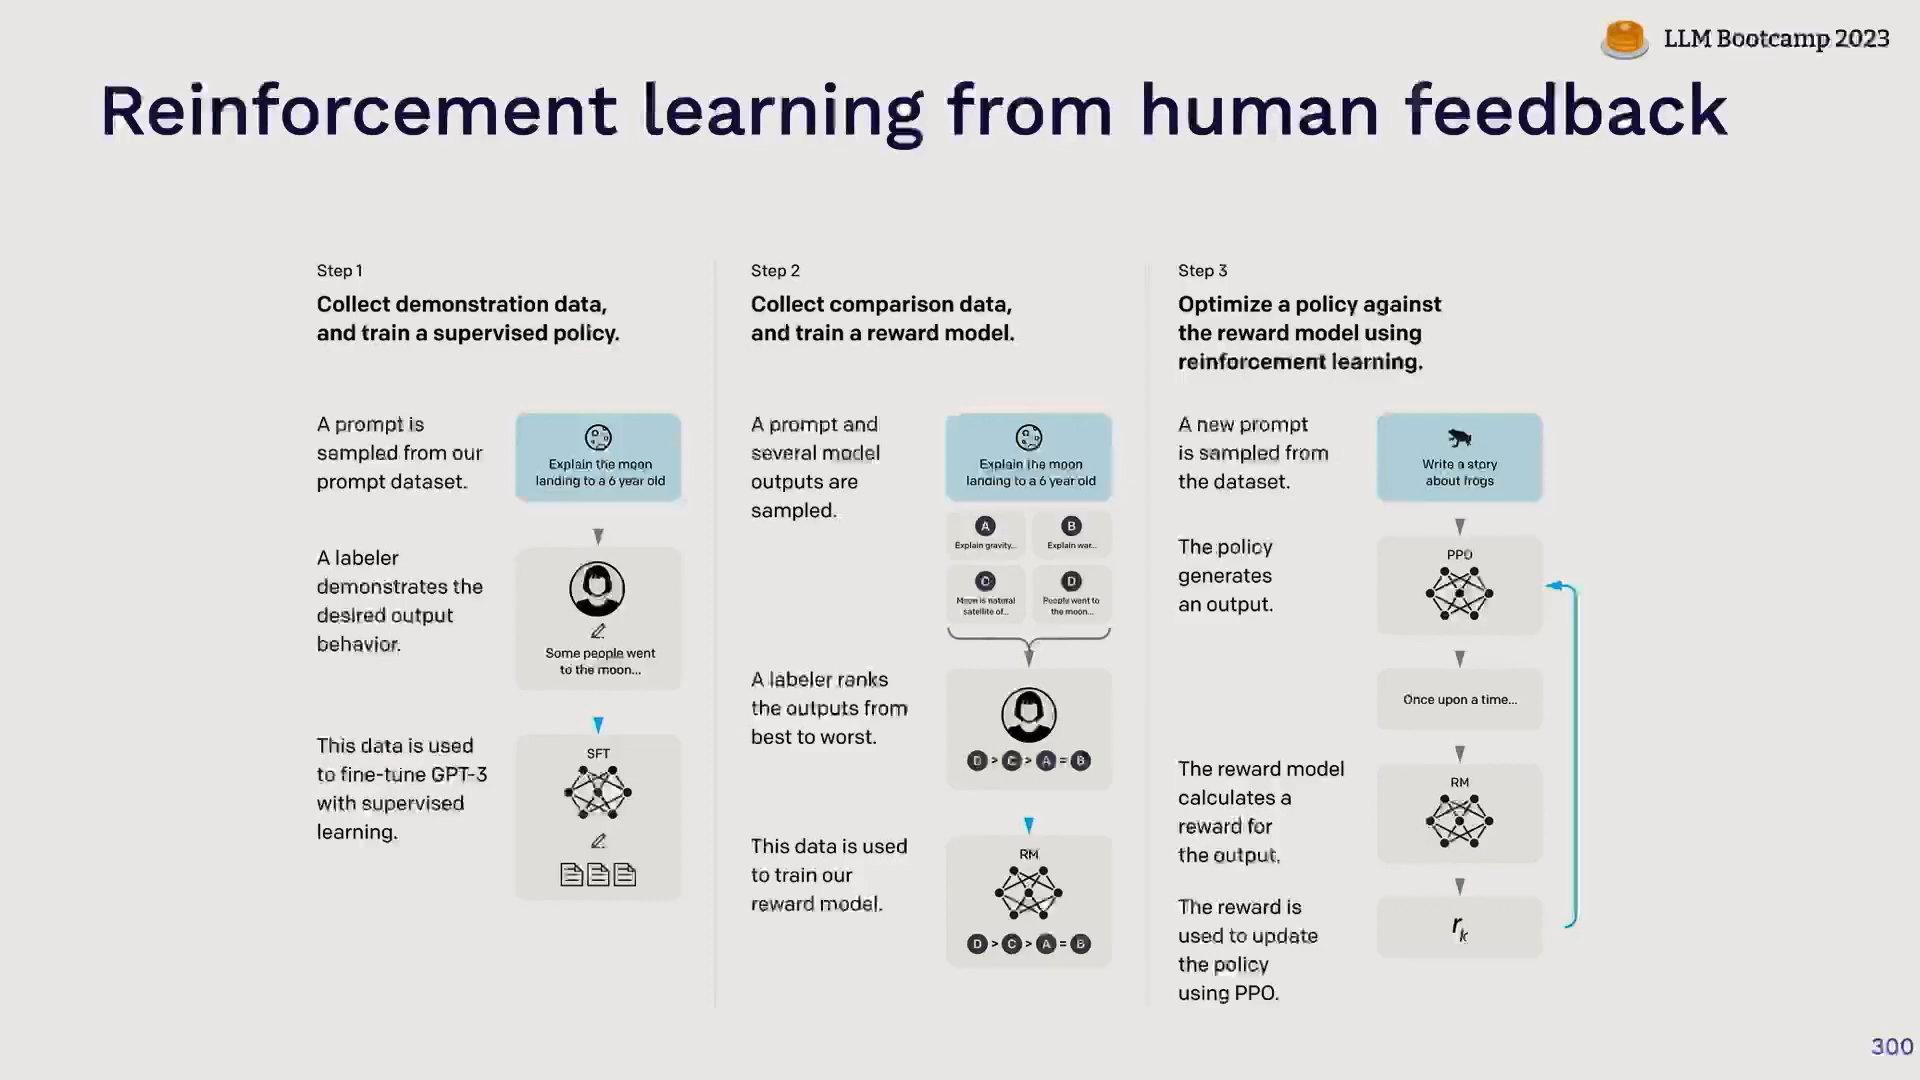 LLM Bootcamp 2023
Reinforcement learning from human feedback
Step 1
Collect demonstration data,
and train a supervised policy.
A prompt is
sampled from our
prompt dataset.
Explain the moon
landing to a 6 year old
A labeler
demonstrates the
desired output
behavior.
Some people went
to the moon...
This data is used
to fine-tune GPT-3
with supervised
learning.
SFT
Step 2
Collect comparison data,
and train a reward model.
A prompt and
several model
outputs are
sampled.
Explain the moon
landing to a 6 year old
A B
Explain gravity... Explain war...
C D
Moon is natural satellite of... People went to the moon...
A labeler ranks
the outputs from
best to worst.
D > C > A = B
This data is used
to train our
reward model.
RM
D > C > A = B
Step 3
Optimize a policy against
the reward model using
reinforcement learning.
A new prompt
is sampled from
the dataset.
Write a story
about frogs
The policy
generates
an output.
PPO
Once upon a time...
The reward model
calculates a
reward for
the output.
RM
The reward is
used to update
the policy
using PPO.
rk
300